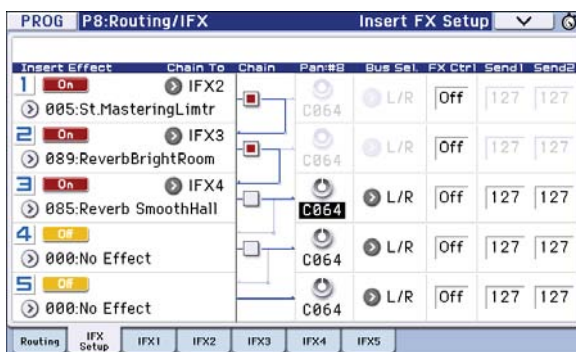 PROG P8:Routing/IFX Insert FX Setup
Insert Effect Chain To Chain Pan:#8 Bus Sel. FX Ctrl Send1 Send2
1 On IFX2
005:St.MasteringLimtr C064 L/R Off 127 127
2 On IFX3
089:ReverbBrightRoom C064 L/R Off 127 127
3 On IFX4
085:Reverb SmoothHall C064 L/R Off 127 127
4 Off
000:No Effect C064 L/R Off 127 127
5 Off
000:No Effect C064 L/R Off 127 127
Routing IFX Setup IFX1 IFX2 IFX3 IFX4 IFX5